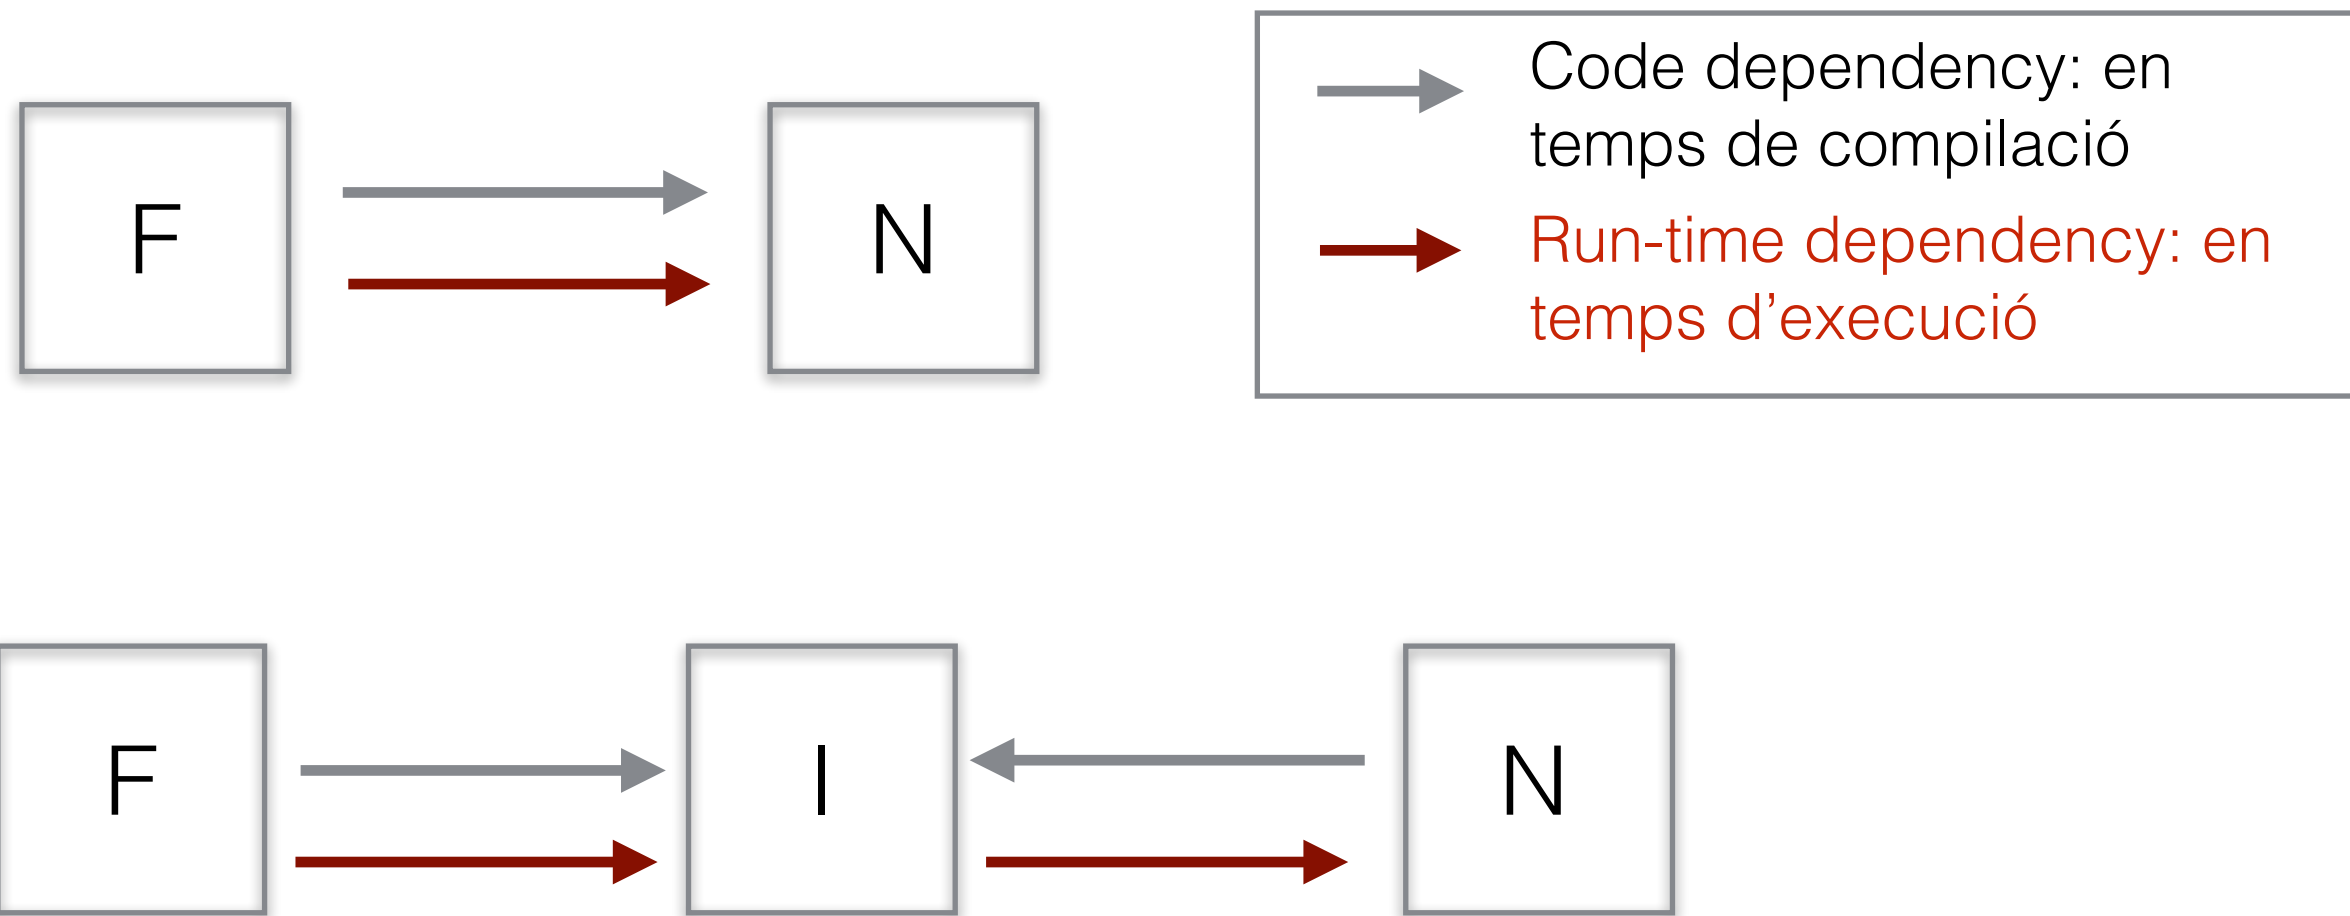 Code dependency: en
temps de compilació
Run-time dependency: en
temps d’execució
F
N
F
I
N